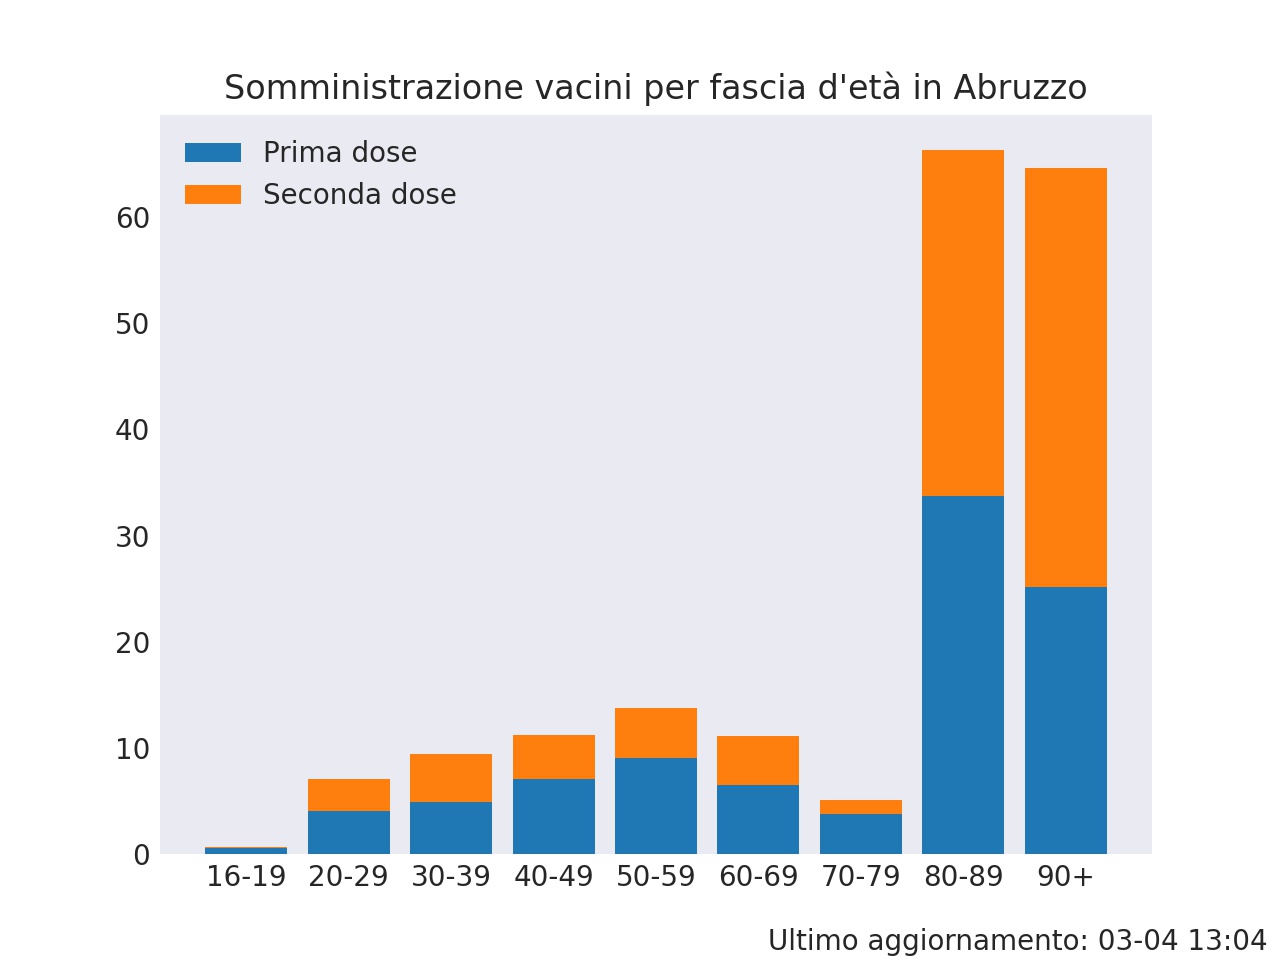 Somministrazione vacini per fascia d'età in Abruzzo
Prima dose
Seconda dose
60
50
40
30
20
10
0
16-19 20-29 30-39 40-49 50-59 60-69 70-79 80-89 90+
Ultimo aggiornamento: 03-04 13:04